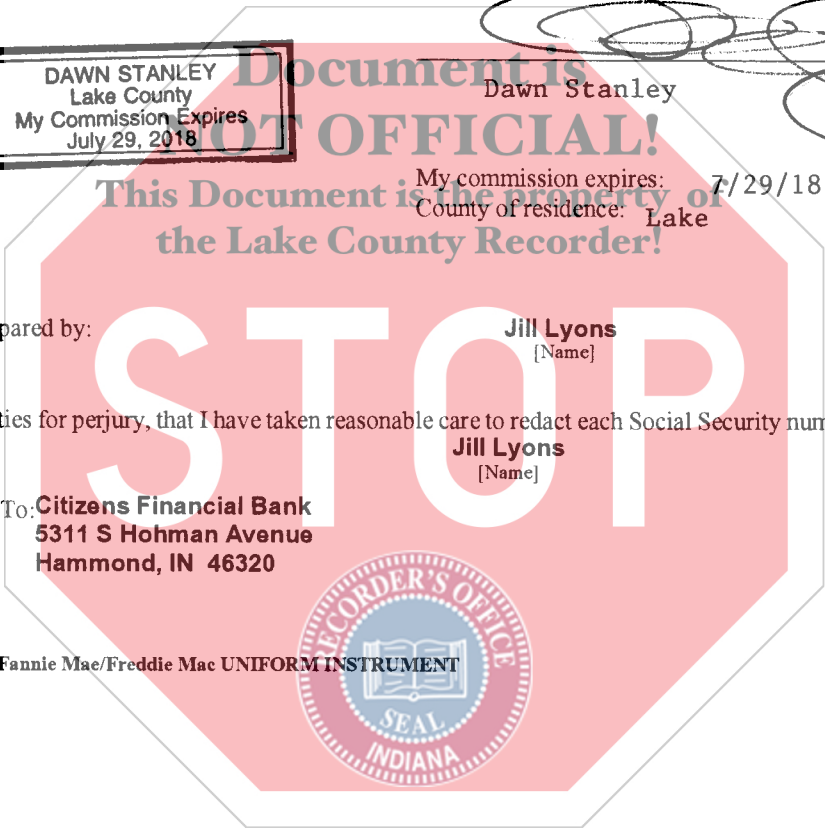 DAWN STANLEY
Lake County
My Commission Expires
July 29, 2018
Document is
NOT OFFICIAL!
This Document is the property of
the Lake County Recorder!
Dawn Stanley
My commission expires: 7/29/18
County of residence: Lake
STOP
pared by: Jill Lyons
[Name]
ties for perjury, that I have taken reasonable care to redact each Social Security num
Jill Lyons
[Name]
To: Citizens Financial Bank
5311 S Hohman Avenue
Hammond, IN 46320
RECORDER'S OFFICE
SEAL
INDIANA
Fannie Mae/Freddie Mac UNIFORM INSTRUMENT